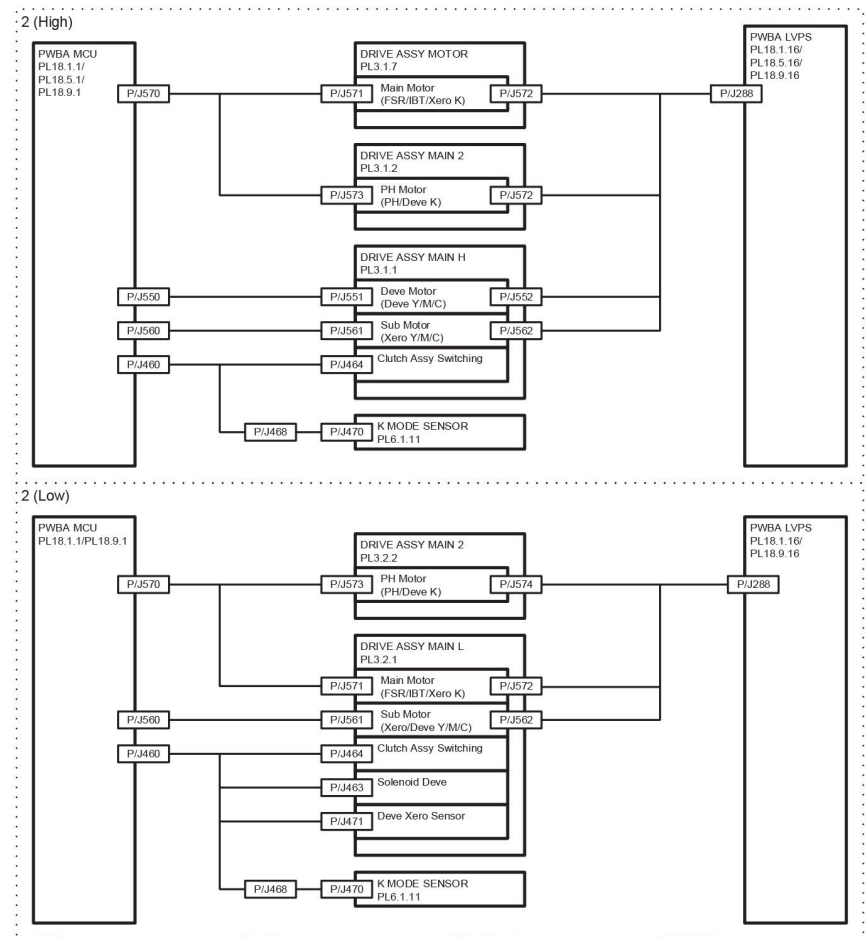 2 (High)
PWBA MCU
PL18.1.1/
PL18.5.1/
PL18.9.1
DRIVE ASSY MOTOR
PL3.1.7
PWBA LVPS
PL18.1.16/
PL18.5.16/
PL18.9.16
P/J570
P/J571
Main Motor
(FSR/IBT/Xero K)
P/J572
P/J288
DRIVE ASSY MAIN 2
PL3.1.2
P/J573
PH Motor
(PH/Deve K)
P/J572
DRIVE ASSY MAIN H
PL3.1.1
P/J550
P/J551
Deve Motor
(Deve Y/M/C)
P/J552
P/J560
P/J561
Sub Motor
(Xero Y/M/C)
P/J562
P/J460
P/J464
Clutch Assy Switching
P/J468
P/J470
K MODE SENSOR
PL6.1.11
2 (Low)
PWBA MCU
PL18.1.1/PL18.9.1
DRIVE ASSY MAIN 2
PL3.2.2
PWBA LVPS
PL18.1.16/
PL18.9.16
P/J570
P/J573
PH Motor
(PH/Deve K)
P/J574
P/J288
DRIVE ASSY MAIN L
PL3.2.1
P/J571
Main Motor
(FSR/IBT/Xero K)
P/J572
P/J560
P/J561
Sub Motor
(Xero/Deve Y/M/C)
P/J562
P/J460
P/J464
Clutch Assy Switching
P/J463
Solenoid Deve
P/J471
Deve Xero Sensor
P/J468
P/J470
K MODE SENSOR
PL6.1.11